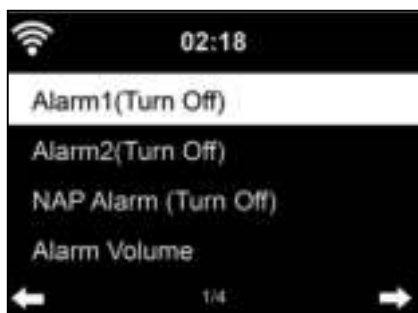 02:18
Alarm1(Turn Off)
Alarm2(Turn Off)
NAP Alarm (Turn Off)
Alarm Volume
1/4